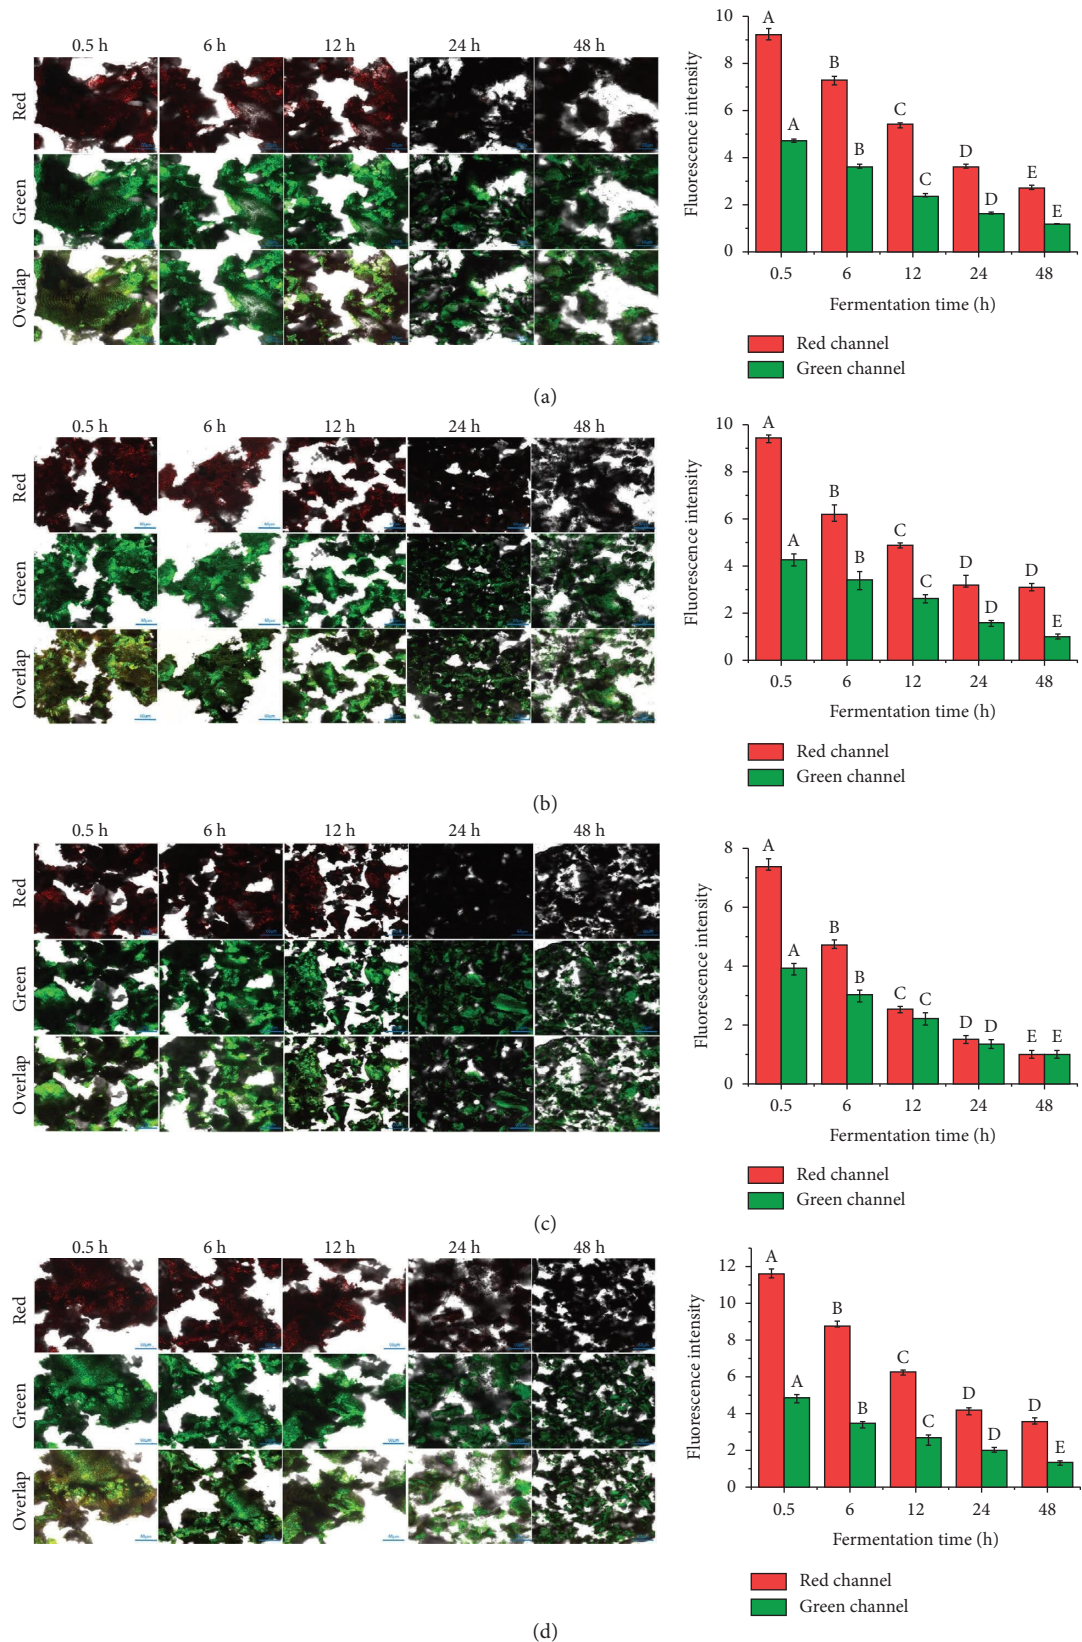 0.5 h 6 h 12 h 24 h 48 h
Red
Green
Overlap
Fluorescence intensity
10
8
6
4
2
0
A
A
B
B
C
C
D
D
E
E
0.5 6 12 24 48
Fermentation time (h)
Red channel
Green channel
(a)
0.5 h 6 h 12 h 24 h 48 h
Red
Green
Overlap
Fluorescence intensity
10
8
6
4
2
0
A
A
B
B
C
C
D
D
D
E
0.5 6 12 24 48
Fermentation time (h)
Red channel
Green channel
(b)
0.5 h 6 h 12 h 24 h 48 h
Red
Green
Overlap
Fluorescence intensity
8
6
4
2
0
A
A
B
B
C C
D D
E E
0.5 6 12 24 48
Fermentation time (h)
Red channel
Green channel
(c)
0.5 h 6 h 12 h 24 h 48 h
Red
Green
Overlap
Fluorescence intensity
12
10
8
6
4
2
0
A
A
B
B
C
C
D
D
D
E
0.5 6 12 24 48
Fermentation time (h)
Red channel
Green channel
(d)